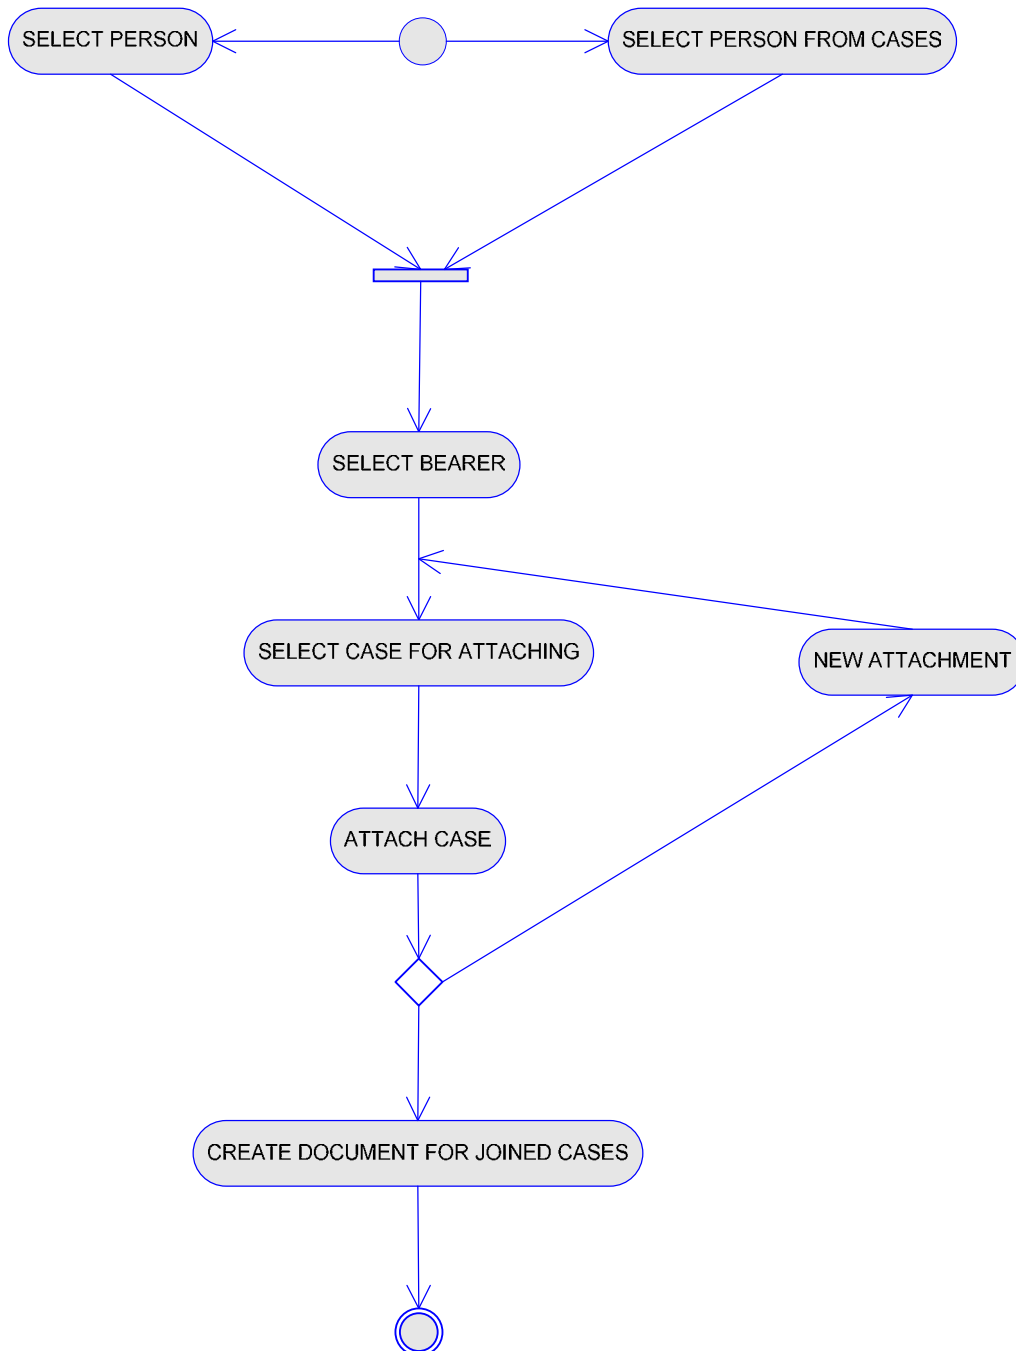 SELECT PERSON
SELECT PERSON FROM CASES
SELECT BEARER
SELECT CASE FOR ATTACHING
NEW ATTACHMENT
ATTACH CASE
CREATE DOCUMENT FOR JOINED CASES